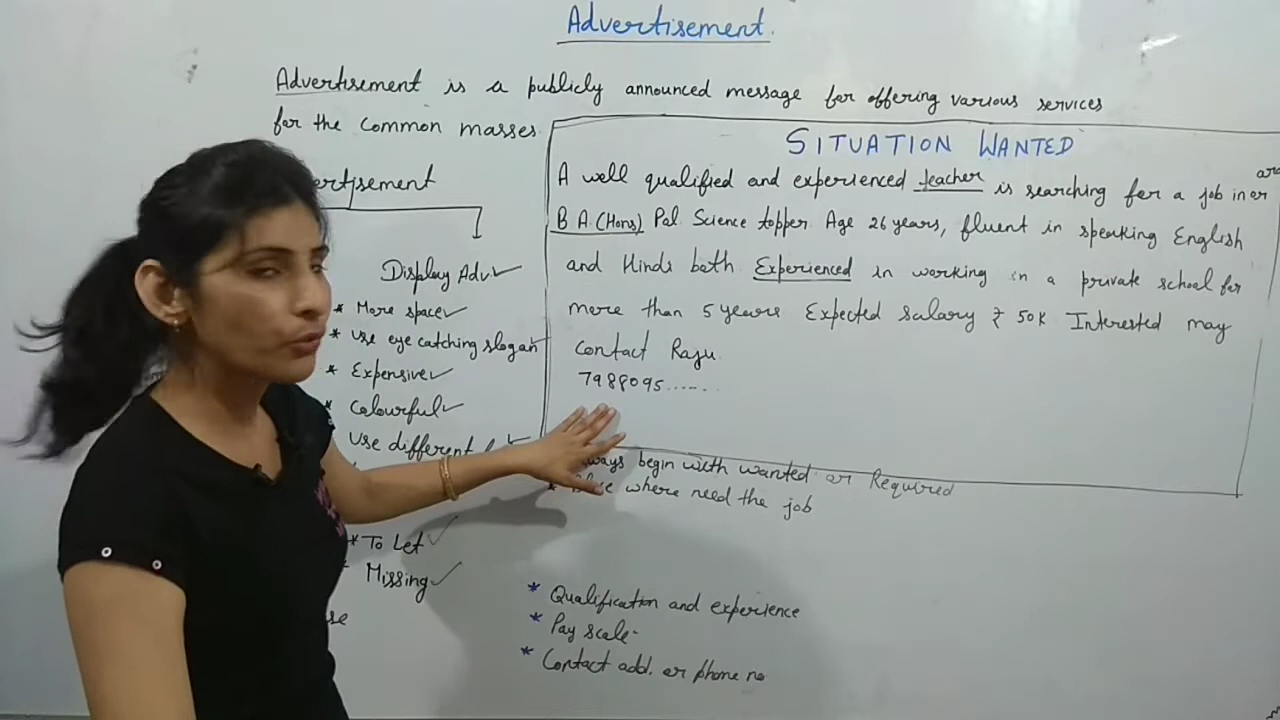 Advertisement.
Advertisement is a publicly announced message for offering various services
for the common masses
ertisement
Display Adv ✓
* More space ✓
* use eye catching slogan
* Expensive ✓
* Colourful ✓
use different
* To Let ✓
* Missing ✓
SITUATION WANTED
A well qualified and experienced teacher is searching for a job in or
B A.(Hons) Pol Science topper Age 26 years, fluent in speaking English
and Hindi both Experienced in working in a private school for
more than 5 years Expected salary ₹ 50K Interested may
Contact Raju
7988095.......
ways begin with wanted or Required
where need the job
* Qualification and experience
* Pay scale-
* Contact add. or phone no